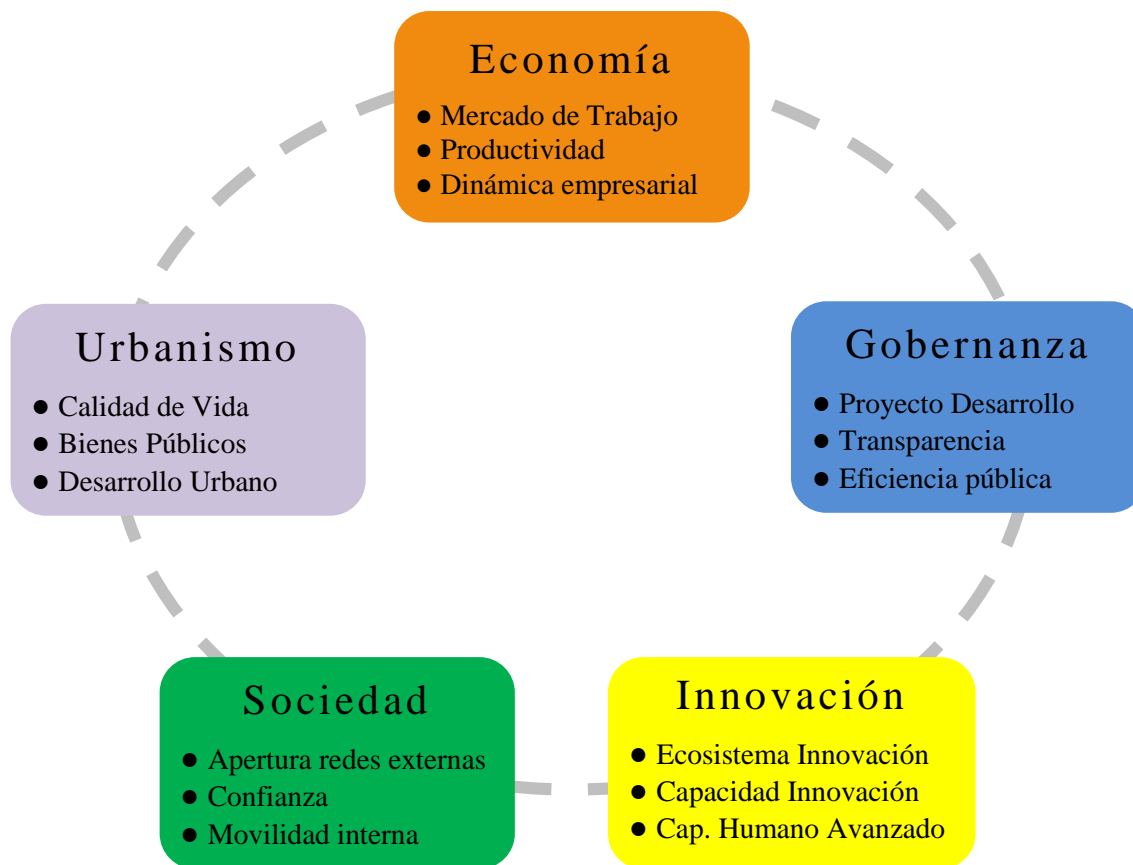 Economía
● Mercado de Trabajo
● Productividad
● Dinámica empresarial
Urbanismo
● Calidad de Vida
● Bienes Públicos
● Desarrollo Urbano
Gobernanza
● Proyecto Desarrollo
● Transparencia
● Eficiencia pública
Sociedad
● Apertura redes externas
● Confianza
● Movilidad interna
Innovación
● Ecosistema Innovación
● Capacidad Innovación
● Cap. Humano Avanzado